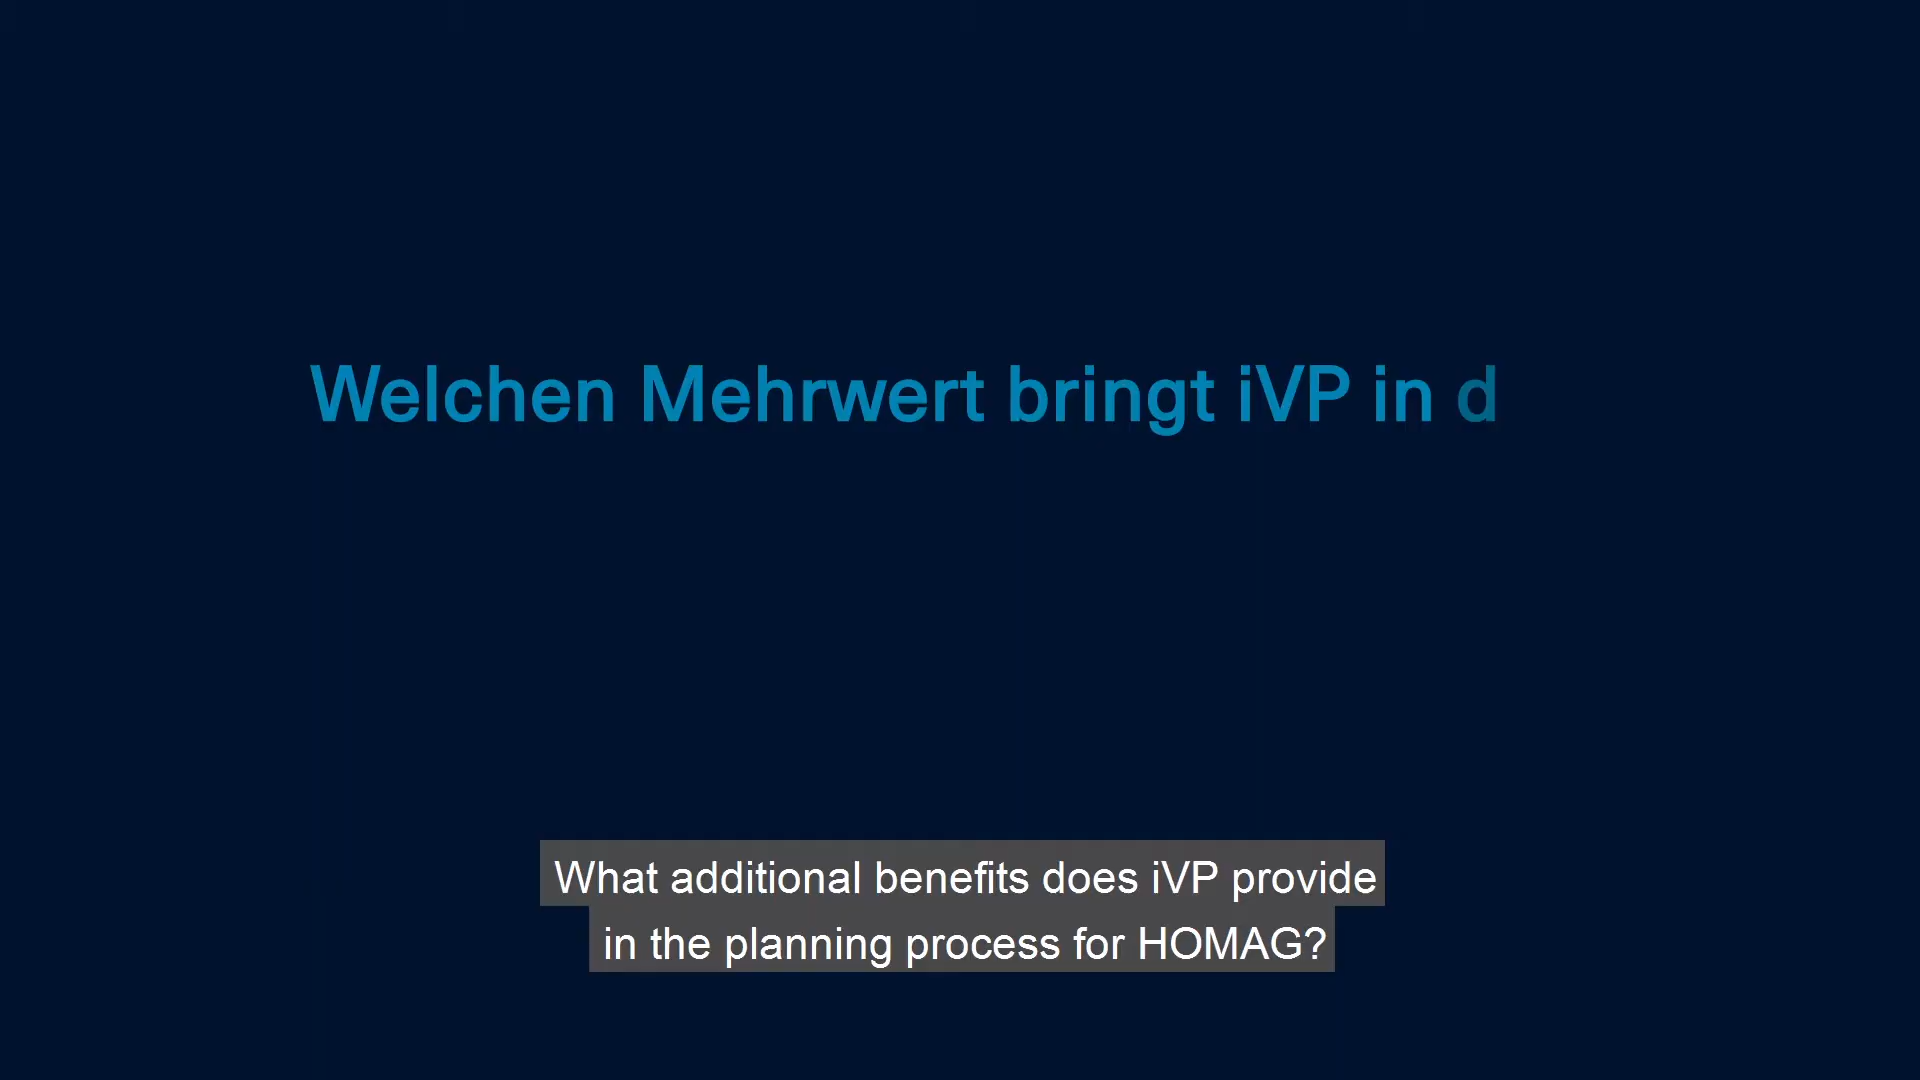 Welchen Mehrwert bringt iVP in d
What additional benefits does iVP provide
in the planning process for HOMAG?